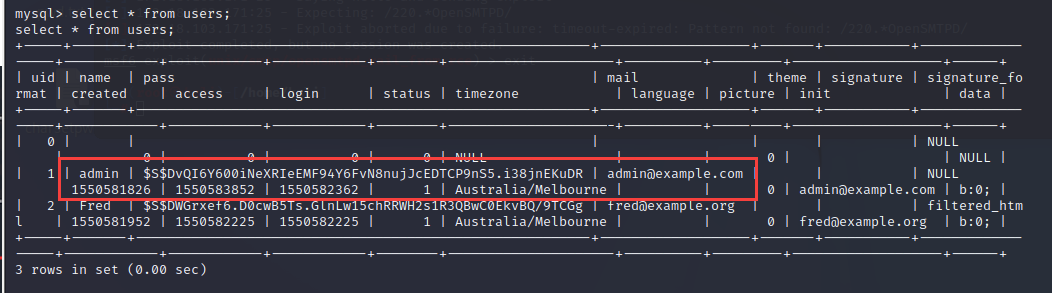 mysql> select * from users;
select * from users;
| uid | name | pass | mail | theme | signature | signature_fo
rmat | created | access | login | status | timezone | language | picture | init | data |
| 0 | | | | | | NULL
| 0 | 0 | 0 | 0 | NULL | | 0 | | NULL |
| 1 | admin | $S$DvQI6Y600iNeXRIeEMF94Y6FvN8nujJcEDTCP9nS5.i38jnEKuDR | admin@example.com | | | NULL
| 1550581826 | 1550583852 | 1550582362 | 1 | Australia/Melbourne | | 0 | admin@example.com | b:0; |
| 2 | Fred | $S$DWGrxef6.D0cwB5Ts.GlnLw15chRRWH2s1R3QBwC0EkvBQ/9TCGg | fred@example.org | | | filtered_htm
l | 1550581952 | 1550582225 | 1550582225 | 1 | Australia/Melbourne | | 0 | fred@example.org | b:0; |
3 rows in set (0.00 sec)